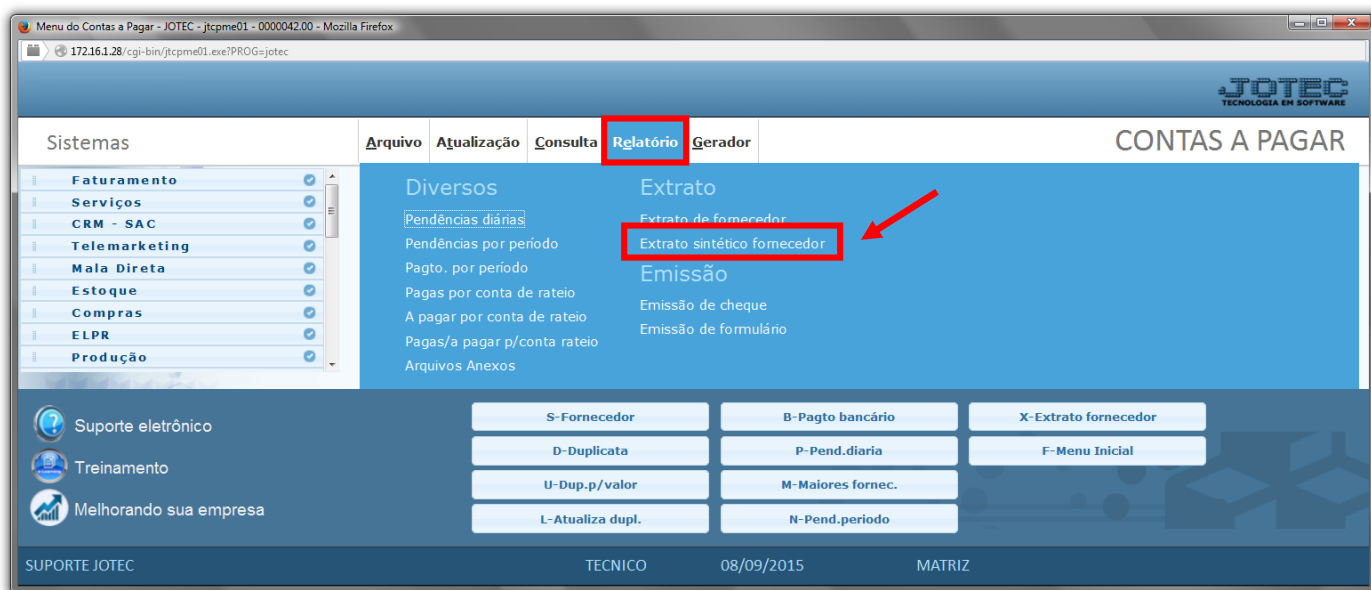 Menu do Contas a Pagar - JOTEC - jtcpme01 - 0000042.00 - Mozilla Firefox
172.16.1.28/cgi-bin/jtcpme01.exe?PROG=jotec
JOTEC
TECNOLOGIA EM SOFTWARE
Sistemas
Arquivo Atualização Consulta Relatório Gerador
CONTAS A PAGAR
Faturamento
Serviços
CRM - SAC
Telemarketing
Mala Direta
Estoque
Compras
ELPR
Produção
Diversos
Pendências diárias
Pendências por período
Pagto. por período
Pagas por conta de rateio
A pagar por conta de rateio
Pagas/a pagar p/conta rateio
Arquivos Anexos
Extrato
Extrato de fornecedor
Extrato sintético fornecedor
Emissão
Emissão de cheque
Emissão de formulário
Suporte eletrônico
Treinamento
Melhorando sua empresa
S-Fornecedor
B-Pagto bancário
X-Extrato fornecedor
D-Duplicata
P-Pend.diaria
F-Menu Inicial
U-Dup.p/valor
M-Maiores fornec.
L-Atualiza dupl.
N-Pend.periodo
SUPORTE JOTEC TECNICO 08/09/2015 MATRIZ